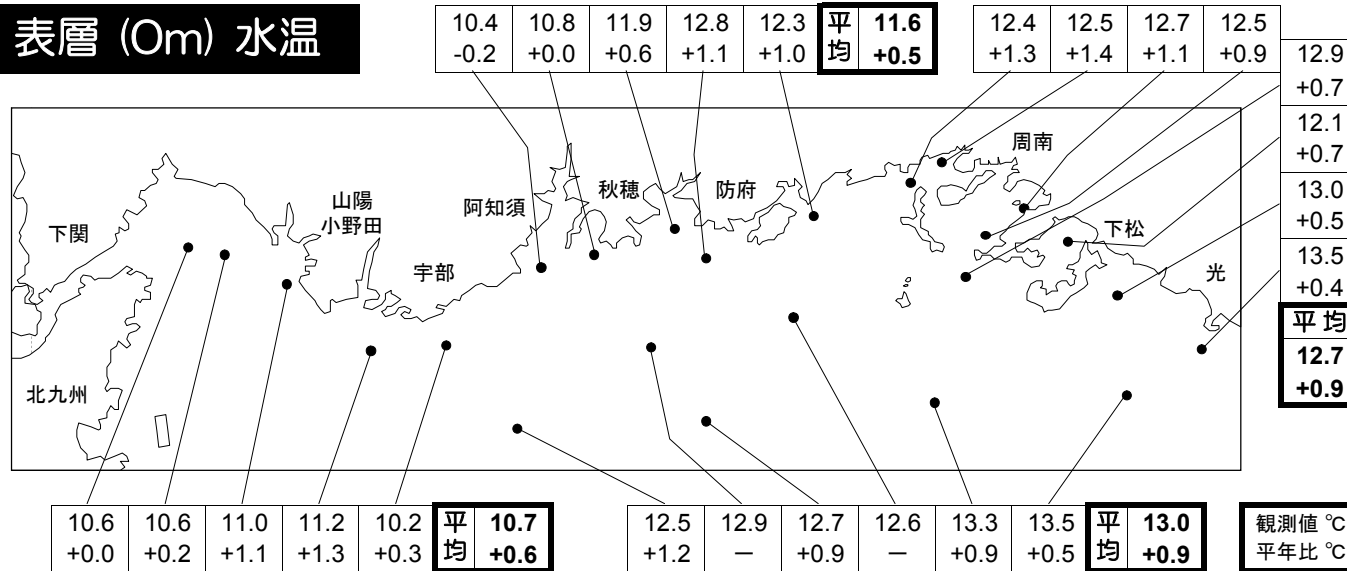 表層 (0m) 水温
10.4 10.8 11.9 12.8 12.3 平均 11.6
-0.2 +0.0 +0.6 +1.1 +1.0 +0.5
12.4 12.5 12.7 12.5
+1.3 +1.4 +1.1 +0.9
12.9
+0.7
12.1
+0.7
13.0
+0.5
13.5
+0.4
平均
12.7
+0.9
周南
山陽
小野田
阿知須
秋穂
防府
下関
宇部
下松
光
北九州
10.6 10.6 11.0 11.2 10.2 平均 10.7
+0.0 +0.2 +1.1 +1.3 +0.3 +0.6
12.5 12.9 12.7 12.6 13.3 13.5 平均 13.0
+1.2 － +0.9 － +0.9 +0.5 +0.9
観測値 ℃
平年比 ℃